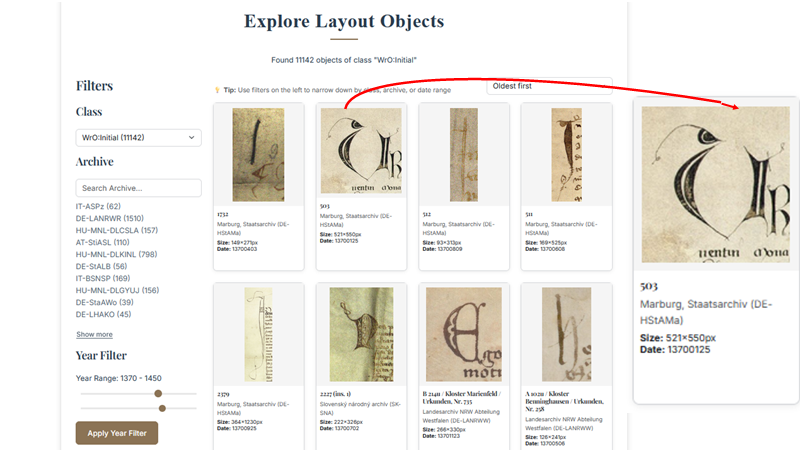 Explore Layout Objects
Found 11142 objects of class "WrO:Initial"
Filters
Class
WrO:Initial (11142)
Archive
Search Archive...
IT-ASPz (62)
DE-LANRWR (1510)
HU-MNL-DLCSLA (157)
AT-StiASL (110)
HU-MNL-DLKINL (798)
DE-StALB (56)
IT-BSNSP (169)
HU-MNL-DLGYUJ (156)
DE-StaAWo (39)
DE-LHAKO (45)
Show more
Year Filter
Year Range: 1370 - 1450
Apply Year Filter
Tip: Use filters on the left to narrow down by class, archive, or date range
Oldest first
1732
Marburg, Staatsarchiv (DE-
HStAMa)
Size: 149×271px
Date: 13700403
503
Marburg, Staatsarchiv (DE-
HStAMa)
Size: 521×550px
Date: 13700125
512
Marburg, Staatsarchiv (DE-
HStAMa)
Size: 93×313px
Date: 13700809
511
Marburg, Staatsarchiv (DE-
HStAMa)
Size: 169×525px
Date: 13700608
2379
Marburg, Staatsarchiv (DE-
HStAMa)
Size: 364×1230px
Date: 13700925
2227 (ins. 1)
Slovenský národný archív (SK-
SNA)
Size: 222×326px
Date: 13700702
B 214u / Kloster Marienfeld /
Urkunden, Nr. 735
Landesarchiv NRW Abteilung
Westfalen (DE-LANRWW)
Size: 266×330px
Date: 13701123
A 102u / Kloster
Benninghausen / Urkunden,
Nr. 258
Landesarchiv NRW Abteilung
Westfalen (DE-LANRWW)
Size: 126×241px
Date: 13700506
503
Marburg, Staatsarchiv (DE-
HStAMa)
Size: 521×550px
Date: 13700125